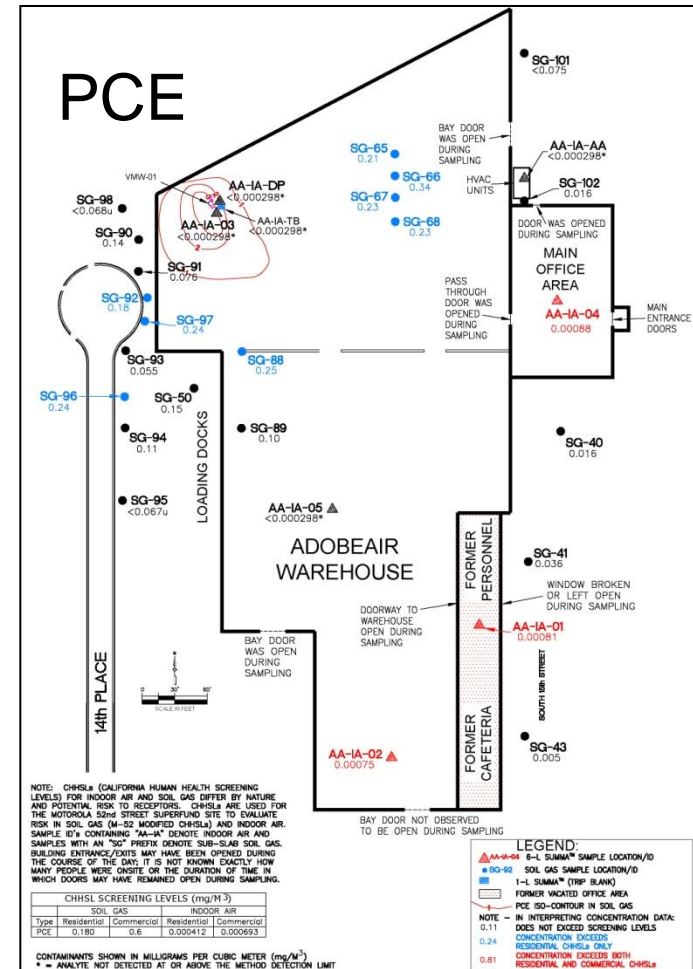 PCE
SG-101
<0.075
BAY DOOR
WAS OPEN
DURING
SAMPLING
SG-65
0.21
SG-66
0.34
SG-67
0.23
SG-68
0.23
HVAC
UNITS
AA-IA-AA
<0.000298*
SG-102
0.016
DOOR WAS OPENED
DURING SAMPLING
VMW-01
AA-IA-DP
<0.000298*
AA-IA-TB
<0.000298*
AA-IA-03
<0.000298*
2
SG-98
<0.068u
SG-90
0.14
SG-91
0.076
SG-92
0.18
SG-97
0.24
MAIN
OFFICE
AREA
PASS
THROUGH
DOOR WAS
OPENED
DURING
SAMPLING
AA-IA-04
0.00088
MAIN
ENTRANCE
DOORS
SG-93
0.055
SG-88
0.25
SG-96
0.24
SG-50
0.15
SG-94
0.11
SG-89
0.10
SG-40
0.016
LOADING DOCKS
SG-95
<0.067u
AA-IA-05
<0.000298*
ADOBEAIR
WAREHOUSE
FORMER
PERSONNEL
SG-41
0.036
WINDOW BROKEN
OR LEFT OPEN
DURING SAMPLING
DOORWAY TO
WAREHOUSE
OPEN DURING
SAMPLING
AA-IA-01
0.00081
BAY DOOR
WAS OPEN
DURING
SAMPLING
14th PLACE
0 30' 60'
SCALE IN FEET
SOUTH 15th STREET
FORMER
CAFETERIA
SG-43
0.005
AA-IA-02
0.00075
BAY DOOR NOT OBSERVED
TO BE OPEN DURING SAMPLING
NOTE: CHHSLs (CALIFORNIA HUMAN HEALTH SCREENING
LEVELS) FOR INDOOR AIR AND SOIL GAS DIFFER BY NATURE
AND POTENTIAL RISK TO RECEPTORS. CHHSLs ARE USED FOR
THE MOTOROLA 52nd STREET SUPERFUND SITE TO EVALUATE
RISK IN SOIL GAS (M-52 MODIFIED CHHSLs) AND INDOOR AIR.
SAMPLE ID's CONTAINING "AA-IA" DENOTE INDOOR AIR AND
SAMPLES WITH AN "SG" PREFIX DENOTE SUB-SLAB SOIL GAS.
BUILDING ENTRANCE/EXITS MAY HAVE BEEN OPENED DURING
THE COURSE OF THE DAY; IT IS NOT KNOWN EXACTLY HOW
MANY PEOPLE WERE ONSITE OR THE DURATION OF TIME IN
WHICH DOORS MAY HAVE REMAINED OPEN DURING SAMPLING.
CHHSL SCREENING LEVELS (mg/M3)
SOIL GAS INDOOR AIR
Type Residential Commercial Residential Commercial
PCE 0.180 0.6 0.000412 0.000693
CONTAMINANTS SHOWN IN MILLIGRAMS PER CUBIC METER (mg/M3)
* = ANALYTE NOT DETECTED AT OR ABOVE THE METHOD DETECTION LIMIT
LEGEND:
AA-IA-04 6-L SUMMA™ SAMPLE LOCATION/ID
SG-92 SOIL GAS SAMPLE LOCATION/ID
1-L SUMMA™ (TRIP BLANK)
FORMER VACATED OFFICE AREA
PCE ISO-CONTOUR IN SOIL GAS
NOTE - IN INTERPRETING CONCENTRATION DATA:
0.11 DOES NOT EXCEED SCREENING LEVELS
0.24 CONCENTRATION EXCEEDS
RESIDENTIAL CHHSLs ONLY
0.81 CONCENTRATION EXCEEDS BOTH
RESIDENTIAL AND COMMERCIAL CHHSLs